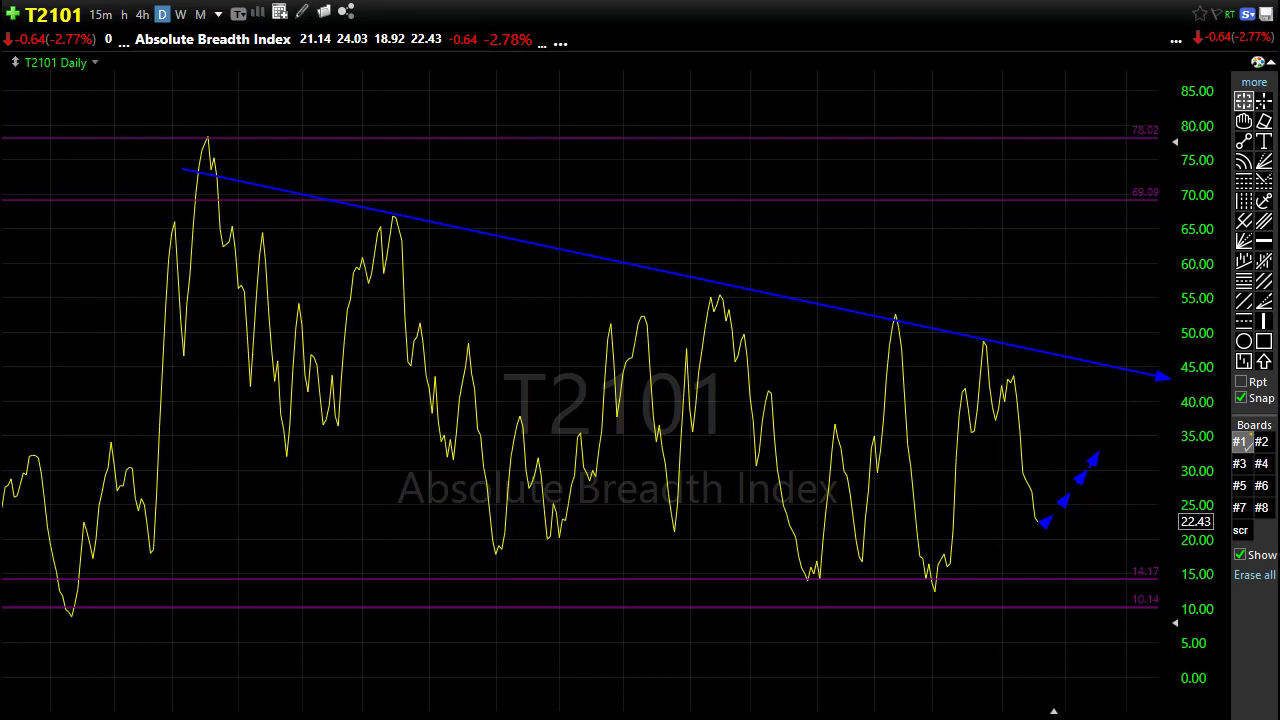 T2101 15m h 4h D W M T RT S
-0.64(-2.77%) 0 ... Absolute Breadth Index 21.14 24.03 18.92 22.43 -0.64 -2.78% ... ... ... -0.64(-2.77%)
T2101 Daily
more
85.00
80.00
78.02
75.00
70.00
69.09
65.00
60.00
55.00
50.00
45.00
40.00
35.00
30.00
25.00
22.43
20.00
15.00
14.17
10.14
10.00
5.00
0.00
T2101
Absolute Breadth Index
T
Rpt
Snap
Boards
#1 #2
#3 #4
#5 #6
#7 #8
scr
Show
Erase all